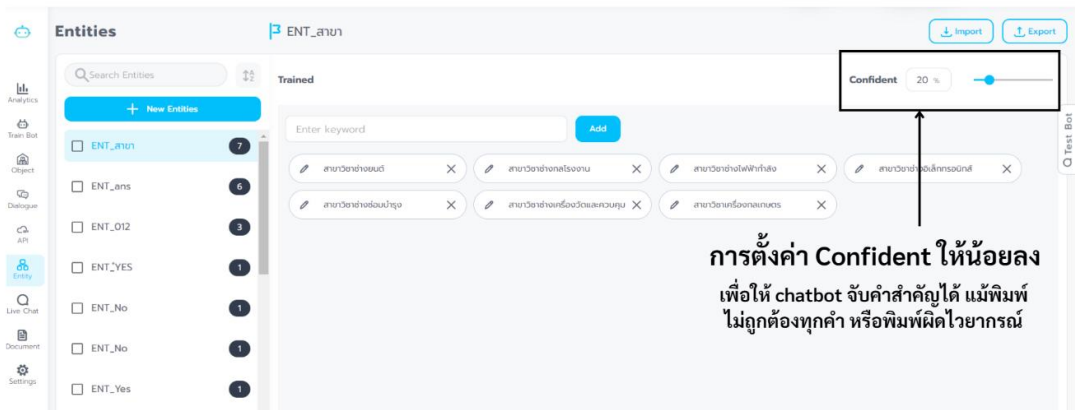 Entities
ENT_สาขา
Import
Export
Search Entities
Trained
Confident 20 %
Analytics
+ New Entities
Train Bot
Enter keyword
Add
Test Bot
ENT_สาขา 7
สาขาวิชาช่างยนต์
สาขาวิชาช่างกลโรงงาน
สาขาวิชาช่างไฟฟ้ากำลัง
สาขาวิชาช่างอิเล็กทรอนิกส์
Object
ENT_ans 6
สาขาวิชาช่างซ่อมบำรุง
สาขาวิชาช่างเครื่องวัดและควบคุม
สาขาวิชาเครื่องกลเกษตร
Dialogue
ENT_012 3
API
การตั้งค่า Confident ให้น้อยลง
เพื่อให้ chatbot จับคำสำคัญได้ แม้พิมพ์
ไม่ถูกต้องทุกคำ หรือพิมพ์ผิดไวยากรณ์
Entity
ENT_YES 1
Live Chat
ENT_No 1
Document
ENT_No 1
Settings
ENT_Yes 1